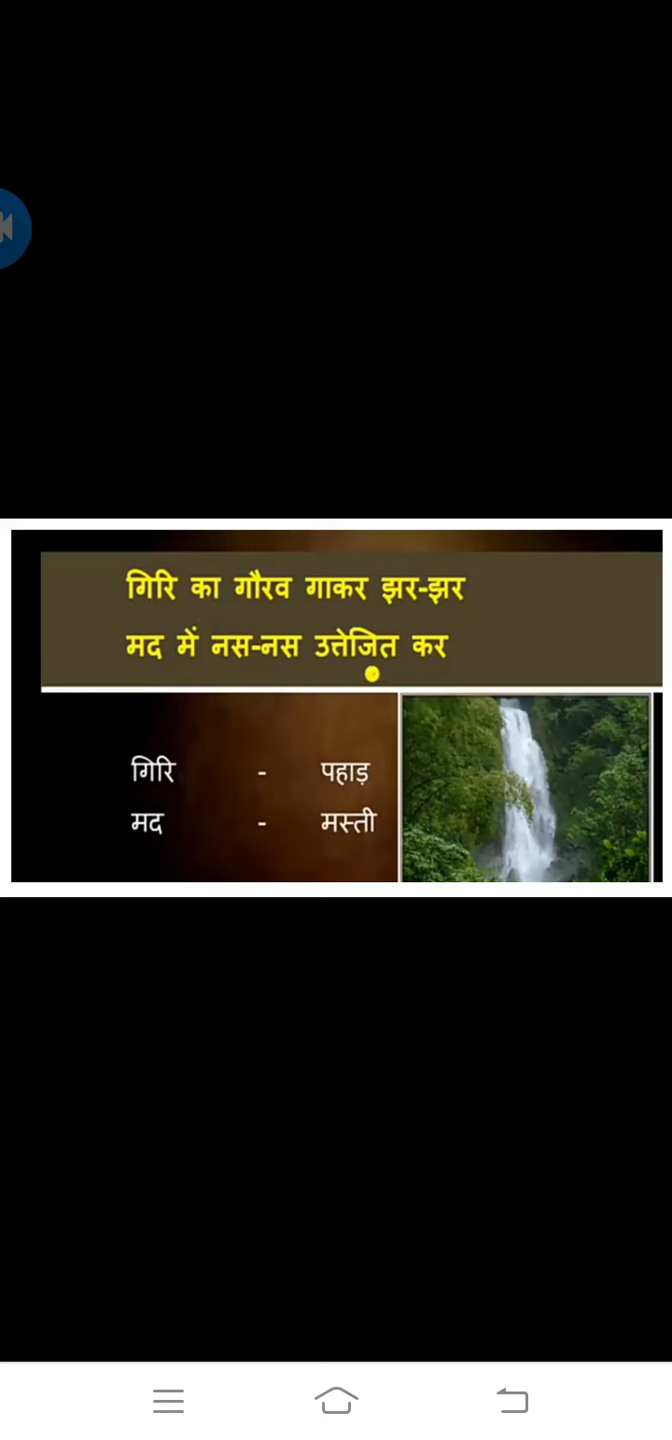 गिरि का गौरव गाकर झर-झर
मद में नस-नस उत्तेजित कर
गिरि - पहाड़
मद - मस्ती